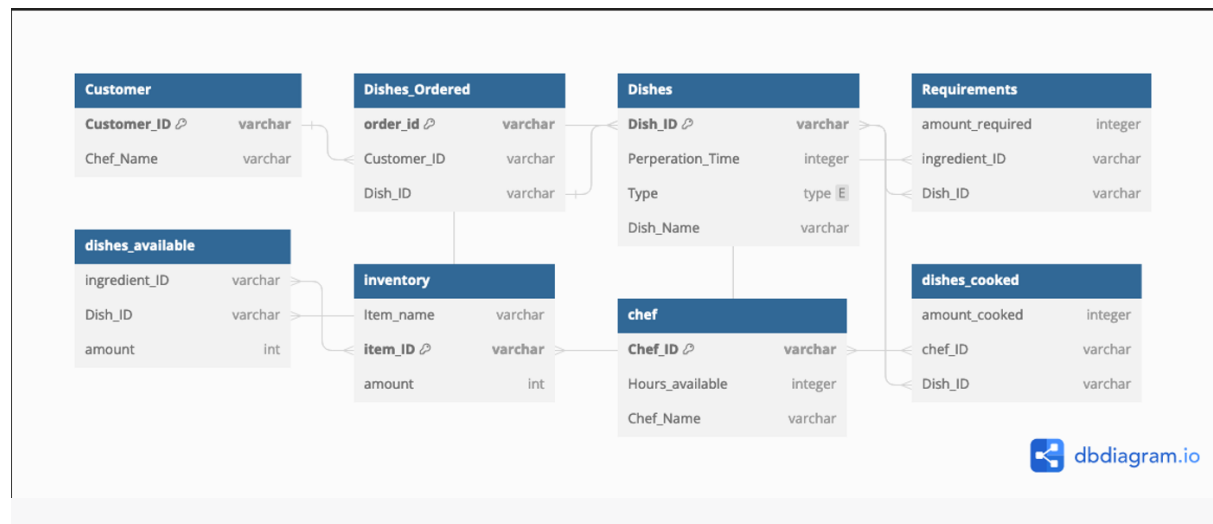 Customer
Customer_ID varchar
Chef_Name varchar
Dishes_Ordered
order_id varchar
Customer_ID varchar
Dish_ID varchar
Dishes
Dish_ID varchar
Perperation_Time integer
Type type E
Dish_Name varchar
Requirements
amount_required integer
ingredient_ID varchar
Dish_ID varchar
dishes_available
ingredient_ID varchar
Dish_ID varchar
amount int
inventory
Item_name varchar
item_ID varchar
amount int
chef
Chef_ID varchar
Hours_available integer
Chef_Name varchar
dishes_cooked
amount_cooked integer
chef_ID varchar
Dish_ID varchar
dbdiagram.io